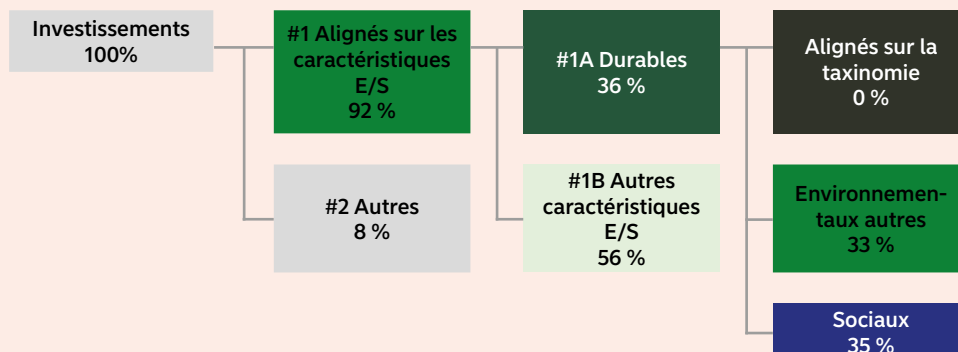 Investissements
100%
#1 Alignés sur les
caractéristiques
E/S
92 %
#1A Durables
36 %
Alignés sur la
taxinomie
0 %
#2 Autres
8 %
#1B Autres
caractéristiques
E/S
56 %
Environnemen-
taux autres
33 %
Sociaux
35 %